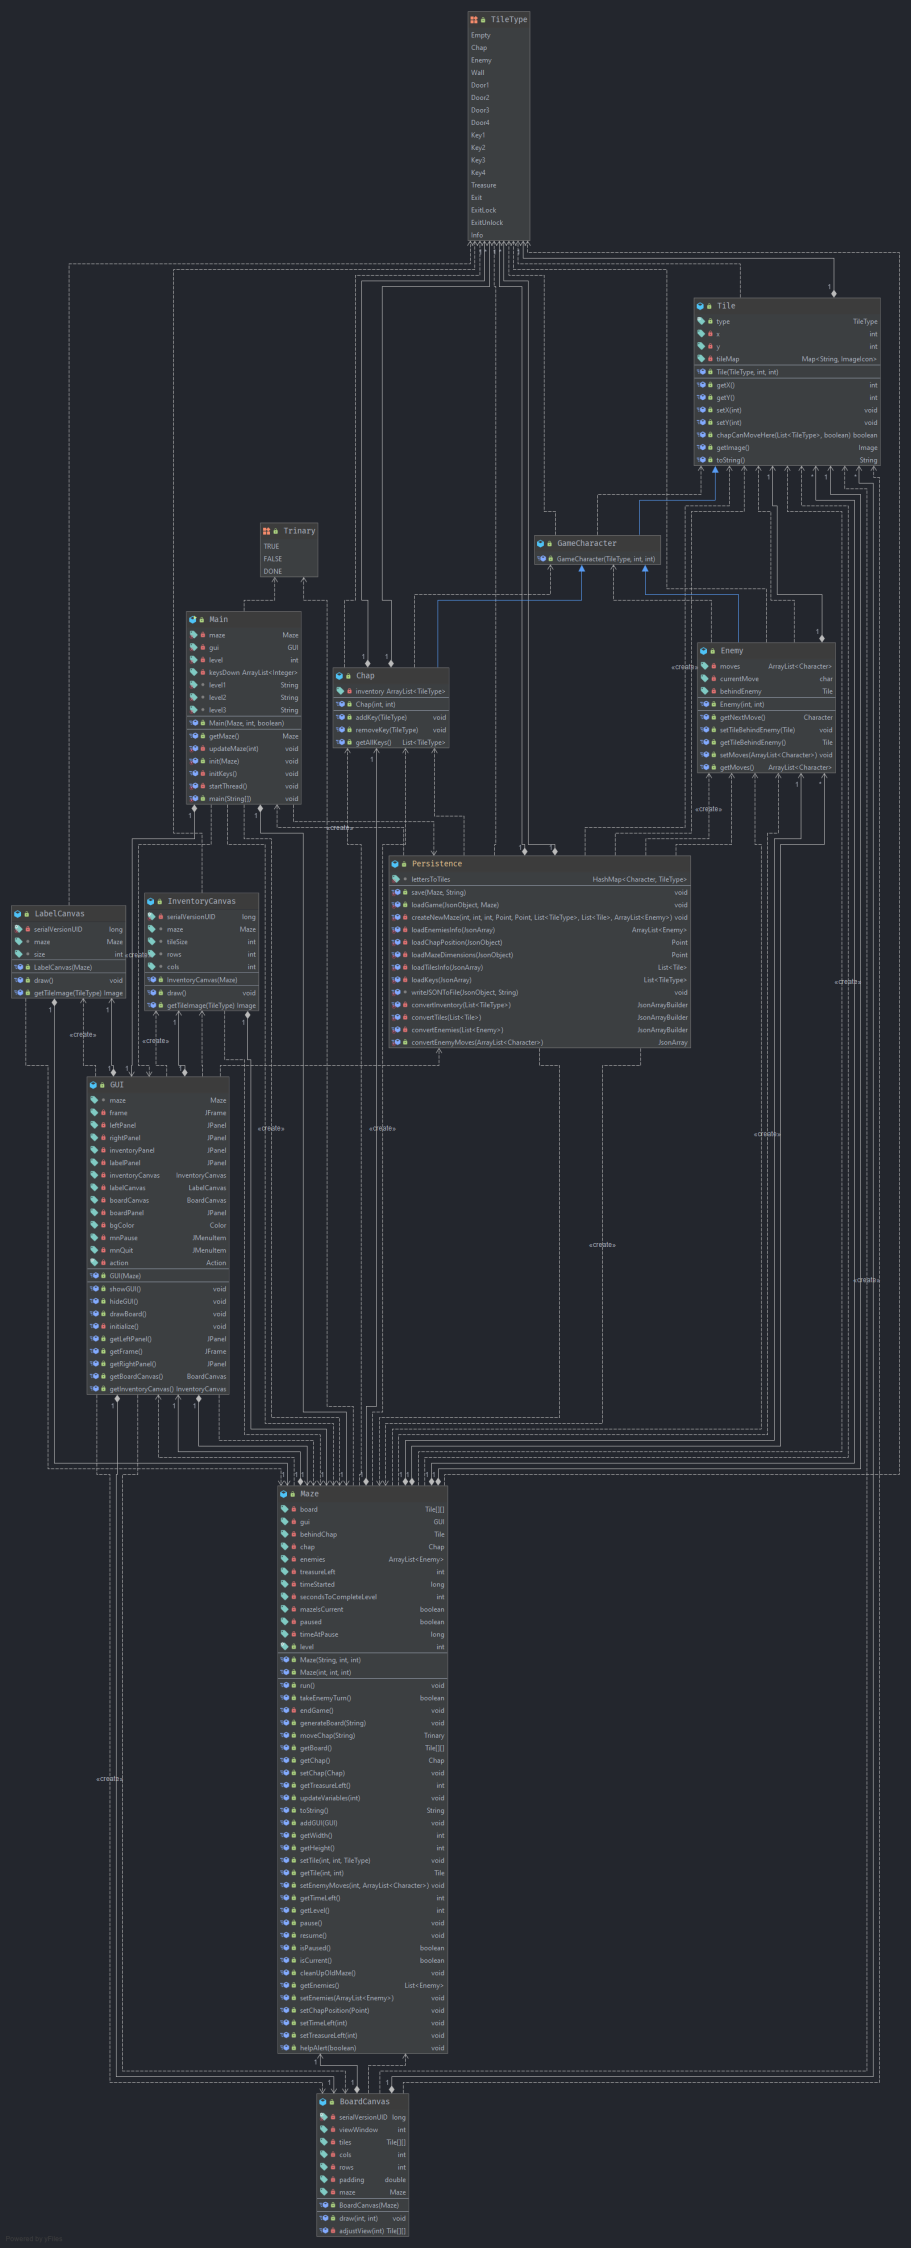 TileType
Empty
Chap
Enemy
Wall
Door1
Door2
Door3
Door4
Key1
Key2
Key3
Key4
Treasure
Exit
ExitLock
ExitUnlock
Info
Tile
type TileType
x int
y int
tileMap Map<String, ImageIcon>
Tile(TileType, int, int)
getX() int
getY() int
setX(int) void
setY(int) void
chapCanMoveHere(List<TileType>, boolean) boolean
getImage() Image
toString() String
Trinary
TRUE
FALSE
DONE
GameCharacter
GameCharacter(TileType, int, int)
Main
maze Maze
gui GUI
level int
keysDown ArrayList<Integer>
level1 String
level2 String
level3 String
Main(Maze, int, boolean)
getMaze() Maze
updateMaze(int) void
init(Maze) void
initKeys() void
startThread() void
main(String[]) void
Chap
inventory ArrayList<TileType>
Chap(int, int)
addKey(TileType) void
removeKey(TileType) void
getAllKeys() List<TileType>
Enemy
moves ArrayList<Character>
currentMove char
behindEnemy Tile
Enemy(int, int)
getNextMove() Character
setTileBehindEnemy(Tile) void
getTileBehindEnemy() Tile
setMoves(ArrayList<Character>) void
getMoves() ArrayList<Character>
«create»
«create»
«create»
Persistence
lettersToTiles HashMap<Character, TileType>
save(Maze, String) void
loadGame(JsonObject, Maze) void
createNewMaze(int, int, int, Point, Point, List<TileType>, List<Tile>, ArrayList<Enemy>) void
loadEnemiesInfo(JsonArray) ArrayList<Enemy>
loadChapPosition(JsonObject) Point
loadMazeDimensions(JsonObject) Point
loadTilesInfo(JsonArray) List<Tile>
loadKeys(JsonArray) List<TileType>
writeJSONToFile(JsonObject, String) void
convertInventory(List<TileType>) JsonArrayBuilder
convertTiles(List<Tile>) JsonArrayBuilder
convertEnemies(List<Enemy>) JsonArrayBuilder
convertEnemyMoves(ArrayList<Character>) JsonArray
LabelCanvas
serialVersionUID long
maze Maze
size int
LabelCanvas(Maze)
draw() void
getTileImage(TileType) Image
InventoryCanvas
serialVersionUID long
maze Maze
tileSize int
rows int
cols int
InventoryCanvas(Maze)
draw() void
getTileImage(TileType) Image
«create»
«create»
«create»
«create»
GUI
maze Maze
frame JFrame
leftPanel JPanel
rightPanel JPanel
inventoryPanel JPanel
labelPanel JPanel
inventoryCanvas InventoryCanvas
labelCanvas LabelCanvas
boardCanvas BoardCanvas
boardPanel JPanel
bgColor Color
mnPause JMenuItem
mnQuit JMenuItem
action Action
GUI(Maze)
showGUI() void
hideGUI() void
drawBoard() void
initialize() void
getLeftPanel() JPanel
getFrame() JFrame
getRightPanel() JPanel
getBoardCanvas() BoardCanvas
getInventoryCanvas() InventoryCanvas
«create»
«create»
«create»
«create»
«create»
Maze
board Tile[][]
gui GUI
behindChap Tile
chap Chap
enemies ArrayList<Enemy>
treasureLeft int
timeStarted long
secondsToCompleteLevel int
mazeIsCurrent boolean
paused boolean
timeAtPause long
level int
Maze(String, int, int)
Maze(int, int, int)
run() void
takeEnemyTurn() boolean
endGame() void
generateBoard(String) void
moveChap(String) Trinary
getBoard() Tile[][]
getChap() Chap
setChap(Chap) void
getTreasureLeft() int
updateVariables(int) void
toString() String
addGUI(GUI) void
getWidth() int
getHeight() int
setTile(int, int, TileType) void
getTile(int, int) Tile
setEnemyMoves(int, ArrayList<Character>) void
getTimeLeft() int
getLevel() int
pause() void
resume() void
isPaused() boolean
isCurrent() boolean
cleanUpOldMaze() void
getEnemies() List<Enemy>
setEnemies(ArrayList<Enemy>) void
setChapPosition(Point) void
setTimeLeft(int) void
setTreasureLeft(int) void
helpAlert(boolean) void
«create»
BoardCanvas
serialVersionUID long
viewWindow int
tiles Tile[][]
cols int
rows int
padding double
maze Maze
BoardCanvas(Maze)
draw(int, int) void
adjustView(int) Tile[][]
Powered by yFiles